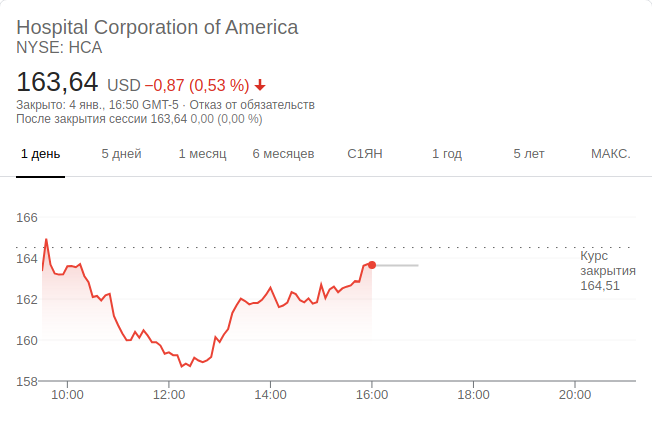 Hospital Corporation of America
NYSE: HCA
163,64 USD −0,87 (0,53 %)
Закрыто: 4 янв., 16:50 GMT-5 · Отказ от обязательств
После закрытия сессии 163,64 0,00 (0,00 %)
1 день 5 дней 1 месяц 6 месяцев С1ЯН 1 год 5 лет МАКС.
166
164
162
160
158
Курс
закрытия
164,51
10:00 12:00 14:00 16:00 18:00 20:00